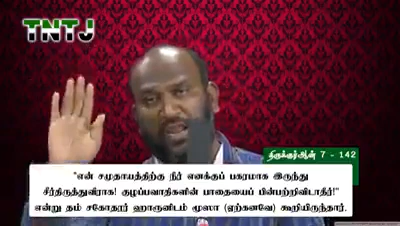 TNTJ
திருக்குர்ஆன் 7 - 142
"என் சமுதாயத்திற்கு நீர் எனக்குப் பகரமாக இருந்து
சீர்திருத்துவீராக! குழப்பவாதிகளின் பாதையைப் பின்பற்றிவிடாதீர்!"
என்று தம் சகோதரர் ஹாரூனிடம் மூஸா (ஏற்கனவே) கூறியிருந்தார்.